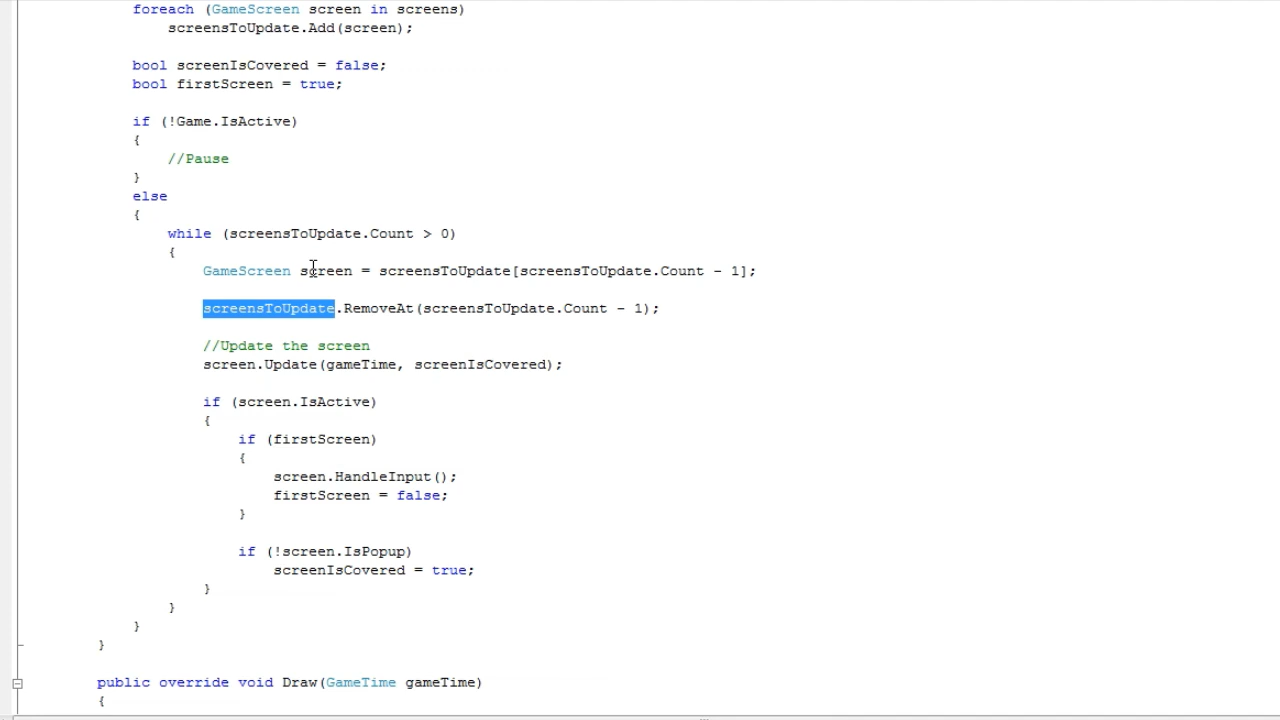 foreach (GameScreen screen in screens)
screensToUpdate.Add(screen);
bool screenIsCovered = false;
bool firstScreen = true;
if (!Game.IsActive)
{
//Pause
}
else
{
while (screensToUpdate.Count > 0)
{
GameScreen screen = screensToUpdate[screensToUpdate.Count - 1];
screensToUpdate.RemoveAt(screensToUpdate.Count - 1);
//Update the screen
screen.Update(gameTime, screenIsCovered);
if (screen.IsActive)
{
if (firstScreen)
{
screen.HandleInput();
firstScreen = false;
}
if (!screen.IsPopup)
screenIsCovered = true;
}
}
}
}
public override void Draw(GameTime gameTime)
{